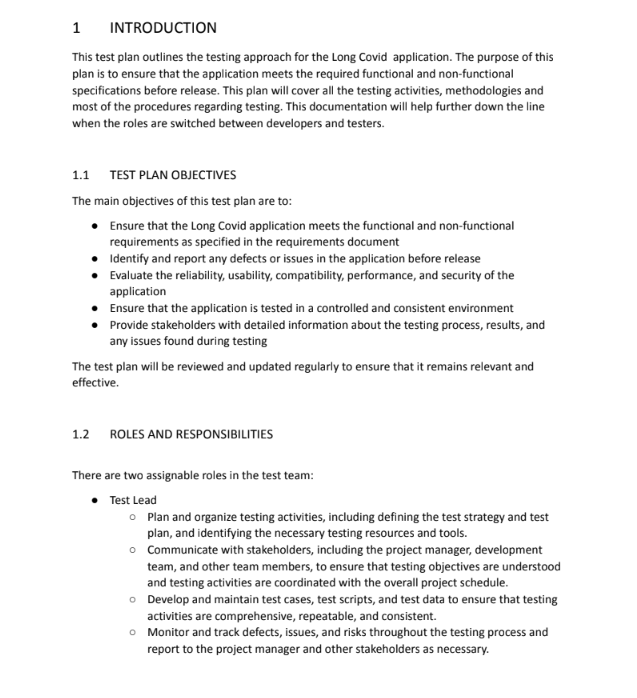 1 INTRODUCTION
This test plan outlines the testing approach for the Long Covid application. The purpose of this
plan is to ensure that the application meets the required functional and non-functional
specifications before release. This plan will cover all the testing activities, methodologies and
most of the procedures regarding testing. This documentation will help further down the line
when the roles are switched between developers and testers.
1.1 TEST PLAN OBJECTIVES
The main objectives of this test plan are to:
● Ensure that the Long Covid application meets the functional and non-functional
requirements as specified in the requirements document
● Identify and report any defects or issues in the application before release
● Evaluate the reliability, usability, compatibility, performance, and security of the
application
● Ensure that the application is tested in a controlled and consistent environment
● Provide stakeholders with detailed information about the testing process, results, and
any issues found during testing
The test plan will be reviewed and updated regularly to ensure that it remains relevant and
effective.
1.2 ROLES AND RESPONSIBILITIES
There are two assignable roles in the test team:
● Test Lead
○ Plan and organize testing activities, including defining the test strategy and test
plan, and identifying the necessary testing resources and tools.
○ Communicate with stakeholders, including the project manager, development
team, and other team members, to ensure that testing objectives are understood
and testing activities are coordinated with the overall project schedule.
○ Develop and maintain test cases, test scripts, and test data to ensure that testing
activities are comprehensive, repeatable, and consistent.
○ Monitor and track defects, issues, and risks throughout the testing process and
report to the project manager and other stakeholders as necessary.